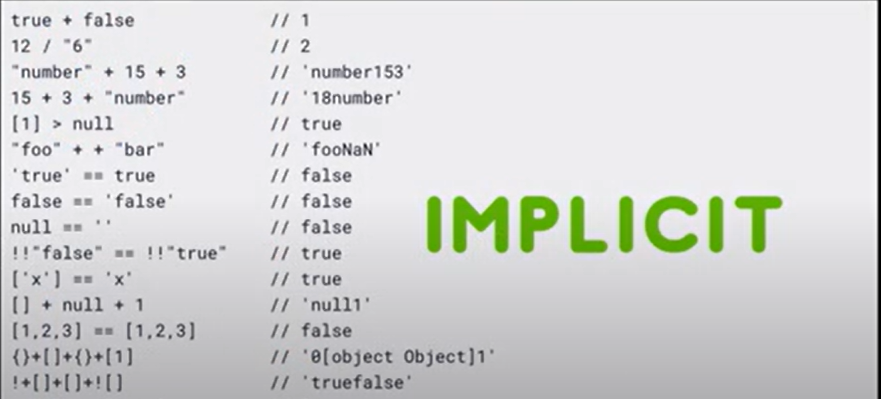 true + false // 1
12 / "6" // 2
"number" + 15 + 3 // 'number153'
15 + 3 + "number" // '18number'
[1] > null // true
"foo" + + "bar" // 'fooNaN'
'true' == true // false
false == 'false' // false
null == '' // false
!!"false" == !!"true" // true
['x'] == 'x' // true
[] + null + 1 // 'null1'
[1,2,3] == [1,2,3] // false
{}+[]+{}+[1] // '0[object Object]1'
!+[]+[]+![] // 'truefalse'
IMPLICIT